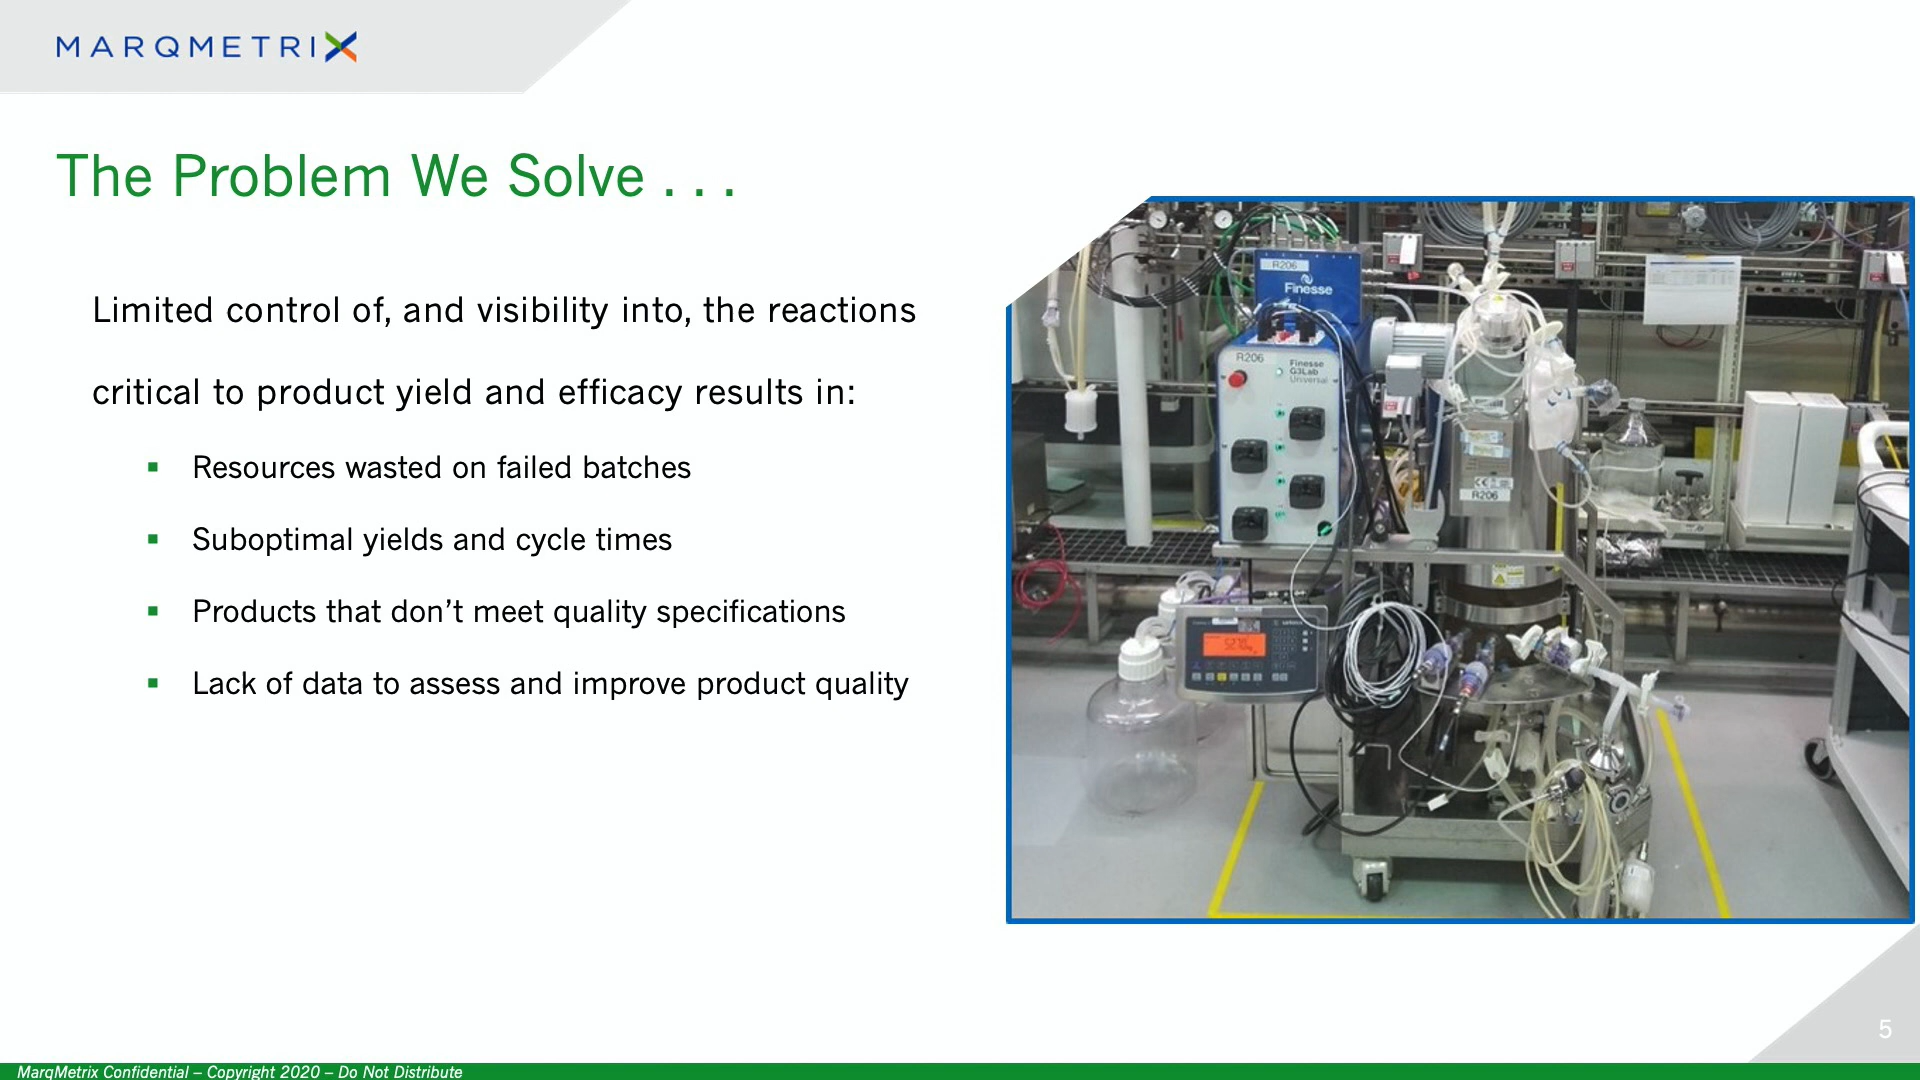 MARQMETRIX
The Problem We Solve . . .
Limited control of, and visibility into, the reactions
critical to product yield and efficacy results in:
▪ Resources wasted on failed batches
▪ Suboptimal yields and cycle times
▪ Products that don’t meet quality specifications
▪ Lack of data to assess and improve product quality
R206
Finesse
R206
Finesse
G3Lab
Universal
CE
R206
5
MarqMetrix Confidential – Copyright 2020 – Do Not Distribute